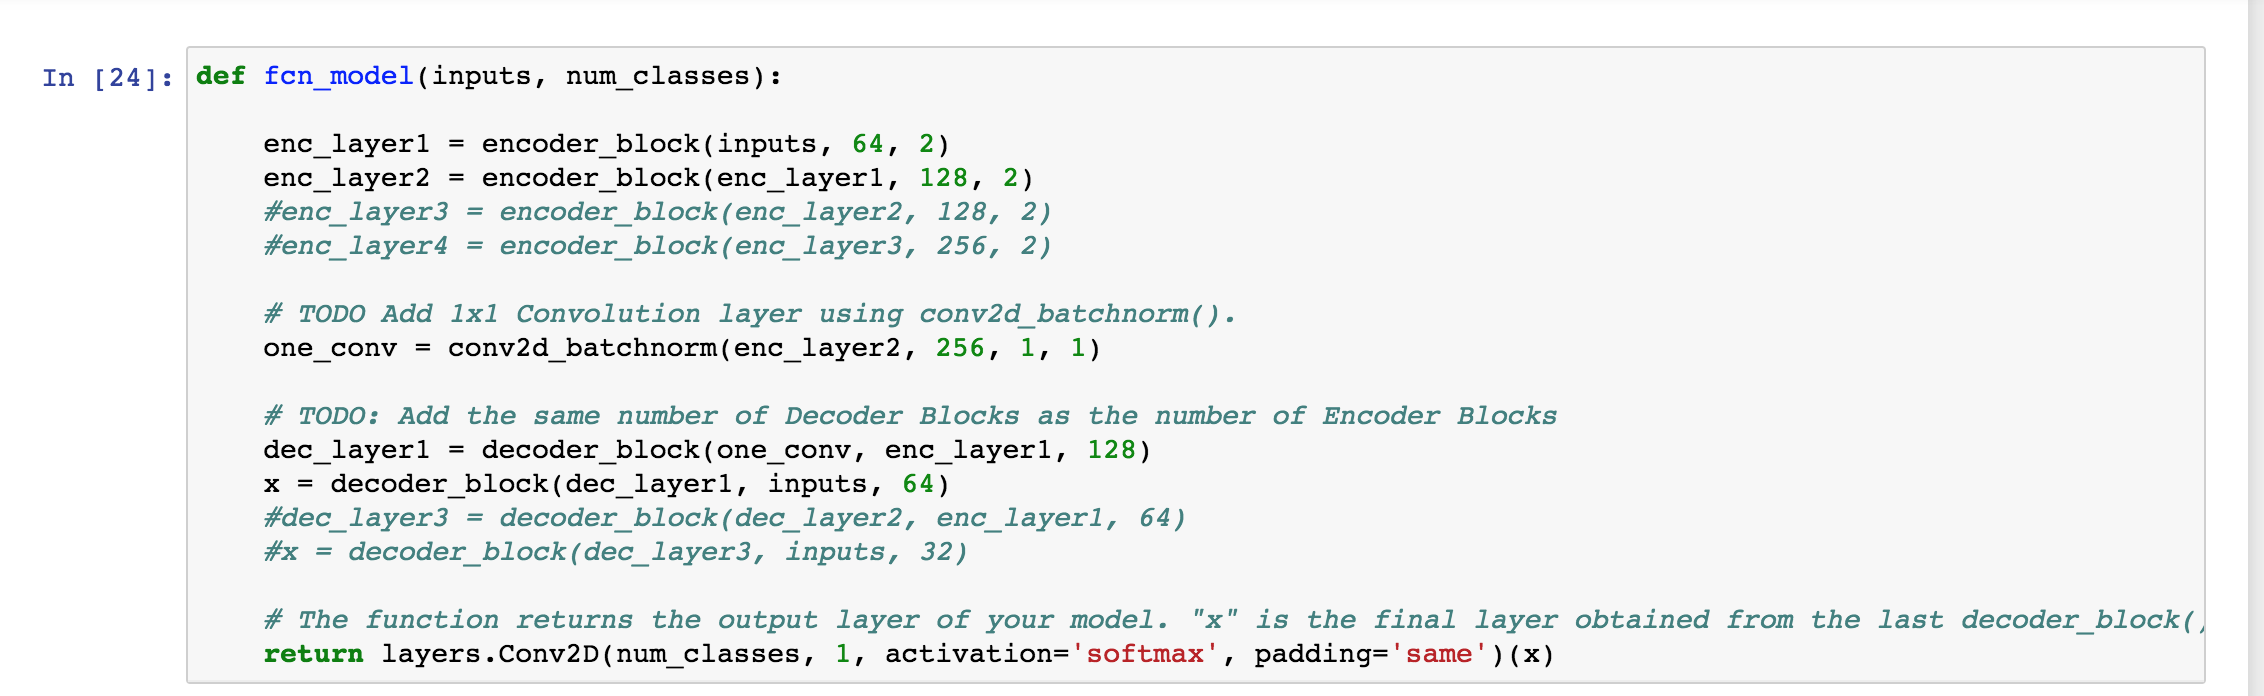 In [24]: def fcn_model(inputs, num_classes):
enc_layer1 = encoder_block(inputs, 64, 2)
enc_layer2 = encoder_block(enc_layer1, 128, 2)
#enc_layer3 = encoder_block(enc_layer2, 128, 2)
#enc_layer4 = encoder_block(enc_layer3, 256, 2)
# TODO Add 1x1 Convolution layer using conv2d_batchnorm().
one_conv = conv2d_batchnorm(enc_layer2, 256, 1, 1)
# TODO: Add the same number of Decoder Blocks as the number of Encoder Blocks
dec_layer1 = decoder_block(one_conv, enc_layer1, 128)
x = decoder_block(dec_layer1, inputs, 64)
#dec_layer3 = decoder_block(dec_layer2, enc_layer1, 64)
#x = decoder_block(dec_layer3, inputs, 32)
# The function returns the output layer of your model. "x" is the final layer obtained from the last decoder_block()
return layers.Conv2D(num_classes, 1, activation='softmax', padding='same')(x)